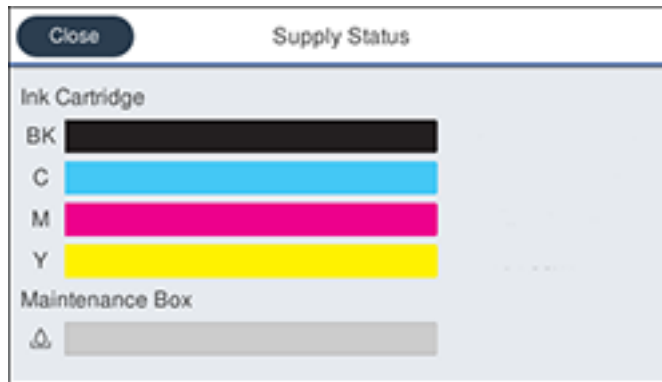 Close
Supply Status
Ink Cartridge
BK
C
M
Y
Maintenance Box